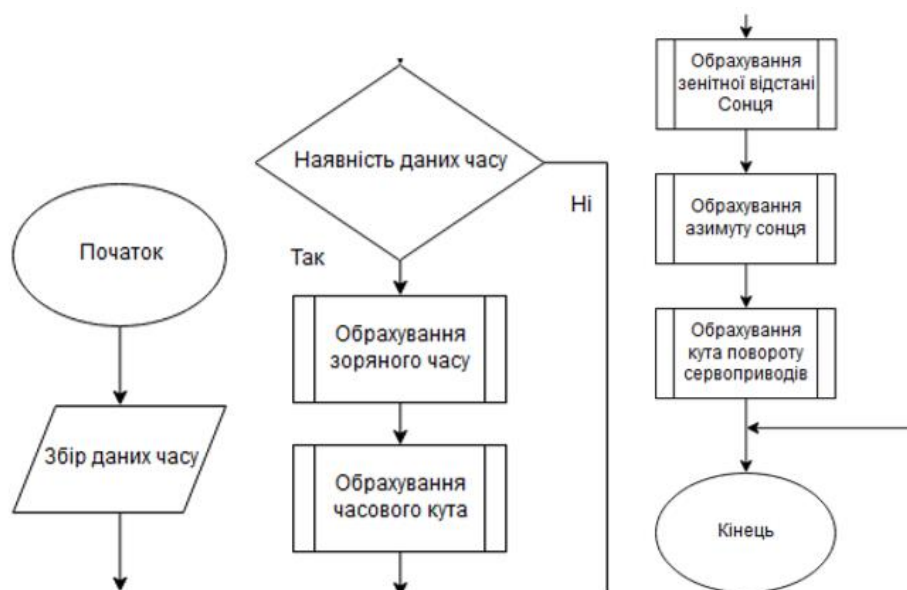 Початок
Збір даних часу
Наявність даних часу
Ні
Так
Обрахування
зоряного часу
Обрахування
часового кута
Обрахування
зенітної відстані
Сонця
Обрахування
азимуту сонця
Обрахування
кута повороту
сервоприводів
Кінець